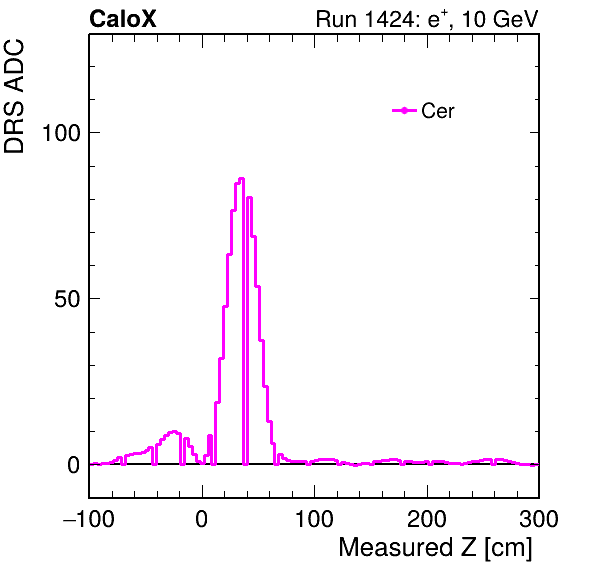 CaloX Run 1424: e⁺, 10 GeV
DRS ADC
Cer
100
50
0
−100 0 100 200 300
Measured Z [cm]